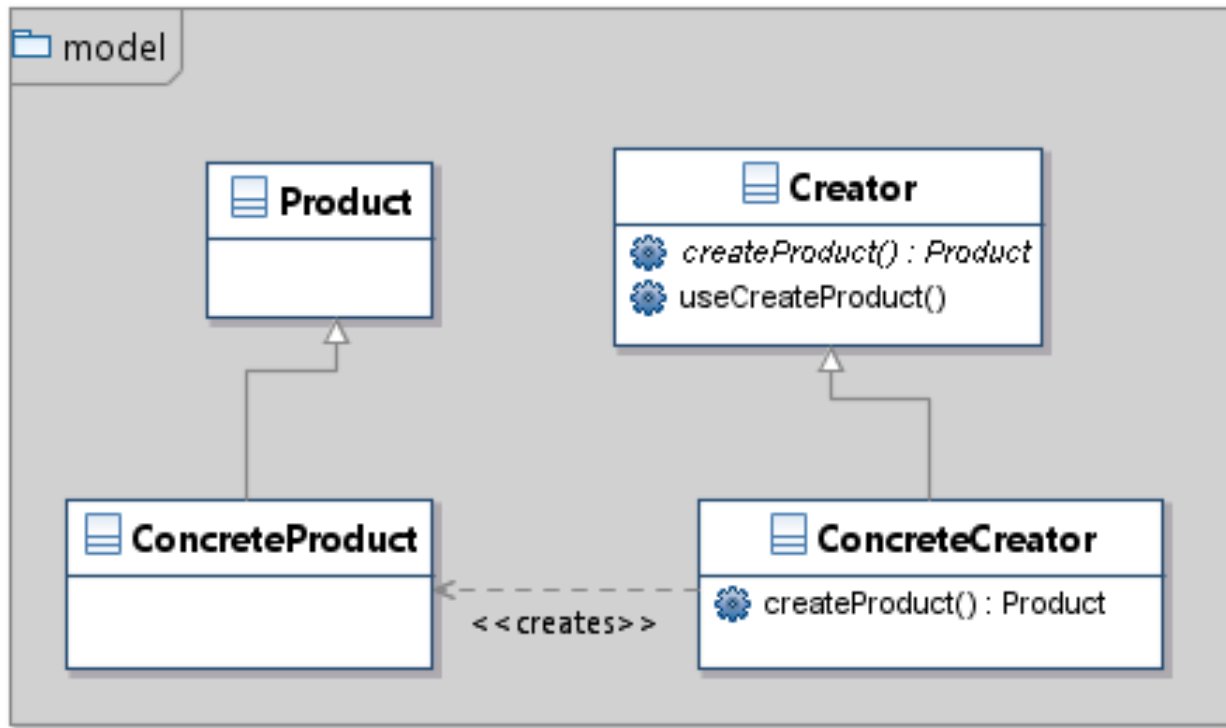 model
Product
Creator
createProduct() : Product
useCreateProduct()
ConcreteProduct
ConcreteCreator
createProduct() : Product
<<creates>>